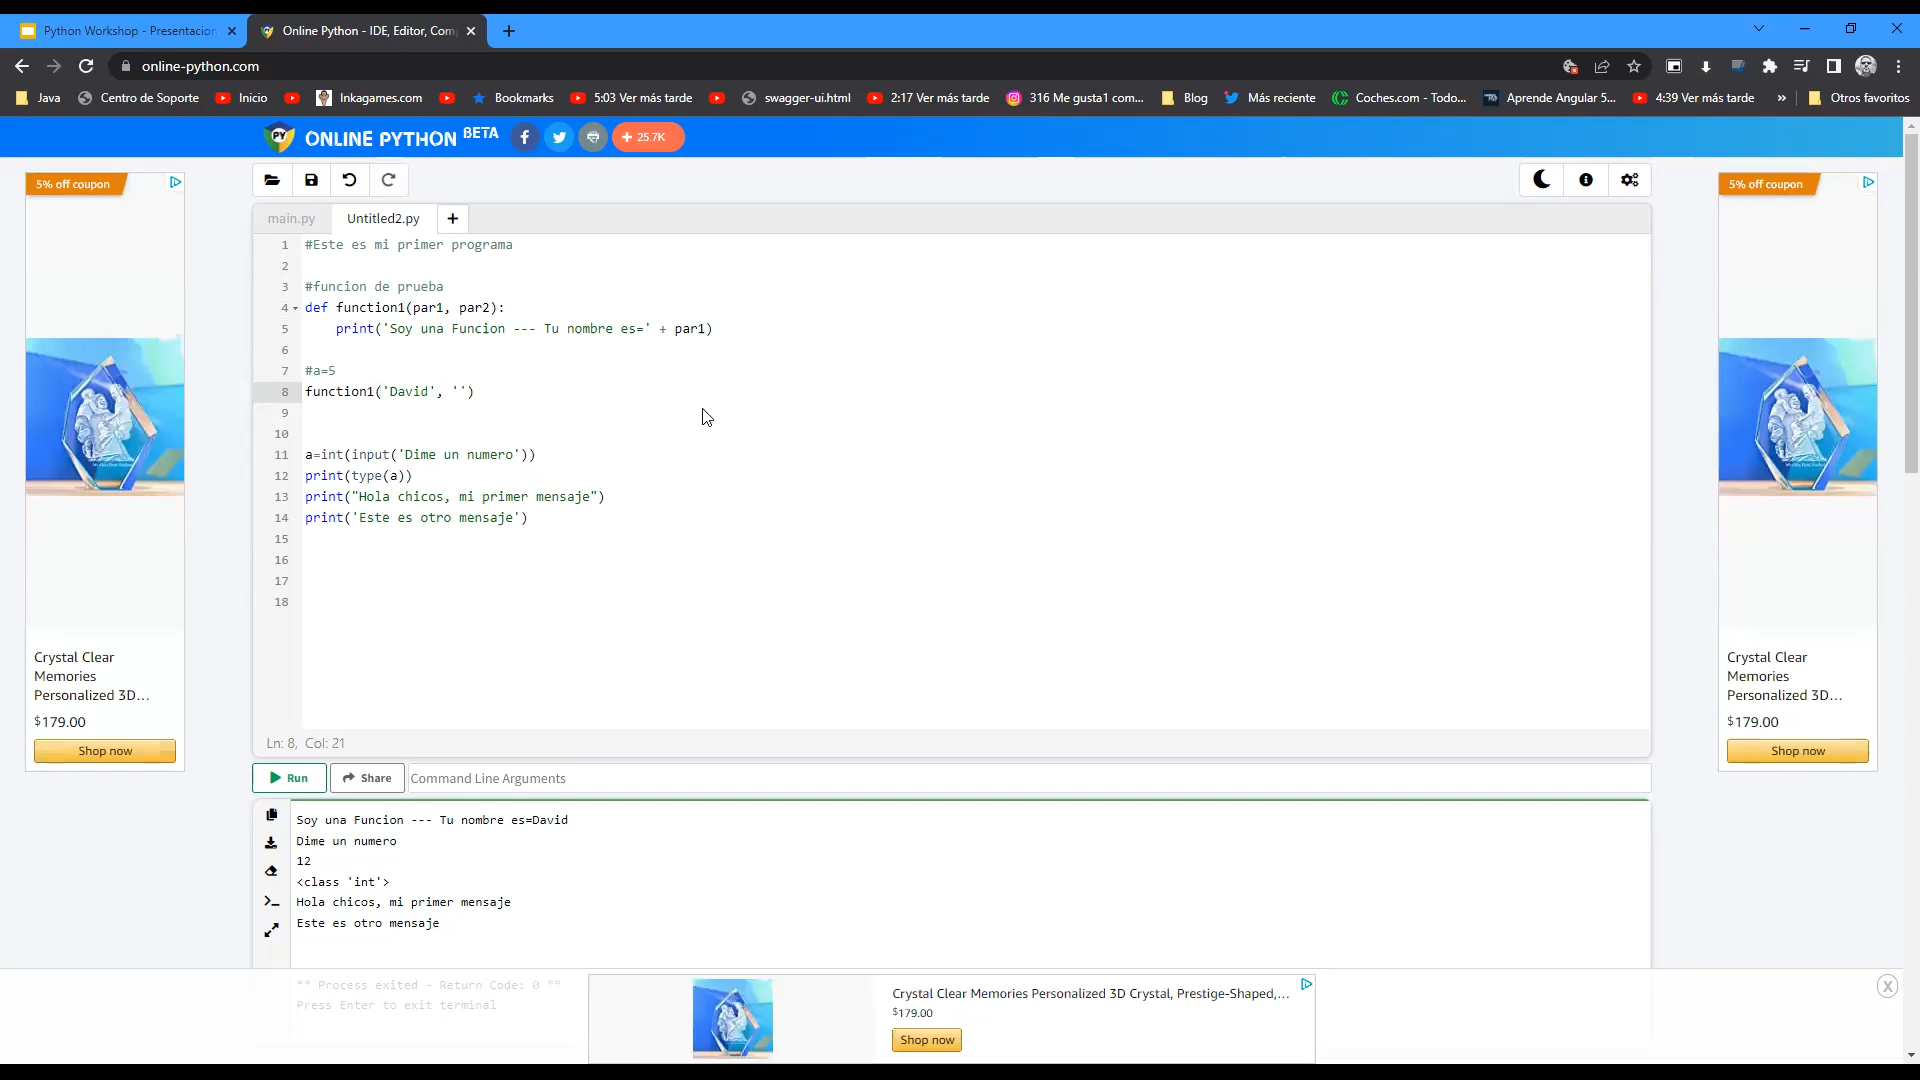 Python Workshop - Presentacion
Online Python - IDE, Editor, Com
online-python.com
Java
Centro de Soporte
Inicio
Inkagames.com
Bookmarks
5:03 Ver más tarde
swagger-ui.html
2:17 Ver más tarde
316 Me gusta1 com...
Blog
Más reciente
Coches.com - Todo...
Aprende Angular 5...
4:39 Ver más tarde
»
Otros favoritos
PY
ONLINE PYTHON BETA
+ 25.7K
5% off coupon
5% off coupon
main.py
Untitled2.py
+
1 #Este es mi primer programa
2
3 #funcion de prueba
4 def function1(par1, par2):
5 print('Soy una Funcion --- Tu nombre es=' + par1)
6
7 #a=5
8 function1('David', '')
9
10
11 a=int(input('Dime un numero'))
12 print(type(a))
13 print("Hola chicos, mi primer mensaje")
14 print('Este es otro mensaje')
15
16
17
18
Ln: 8, Col: 21
Crystal Clear
Memories
Personalized 3D...
$179.00
Shop now
Crystal Clear
Memories
Personalized 3D...
$179.00
Shop now
Run
Share
Command Line Arguments
Soy una Funcion --- Tu nombre es=David
Dime un numero
12
<class 'int'>
Hola chicos, mi primer mensaje
Este es otro mensaje
** Process exited - Return Code: 0 **
Press Enter to exit terminal
Crystal Clear Memories Personalized 3D Crystal, Prestige-Shaped,...
$179.00
Shop now
X